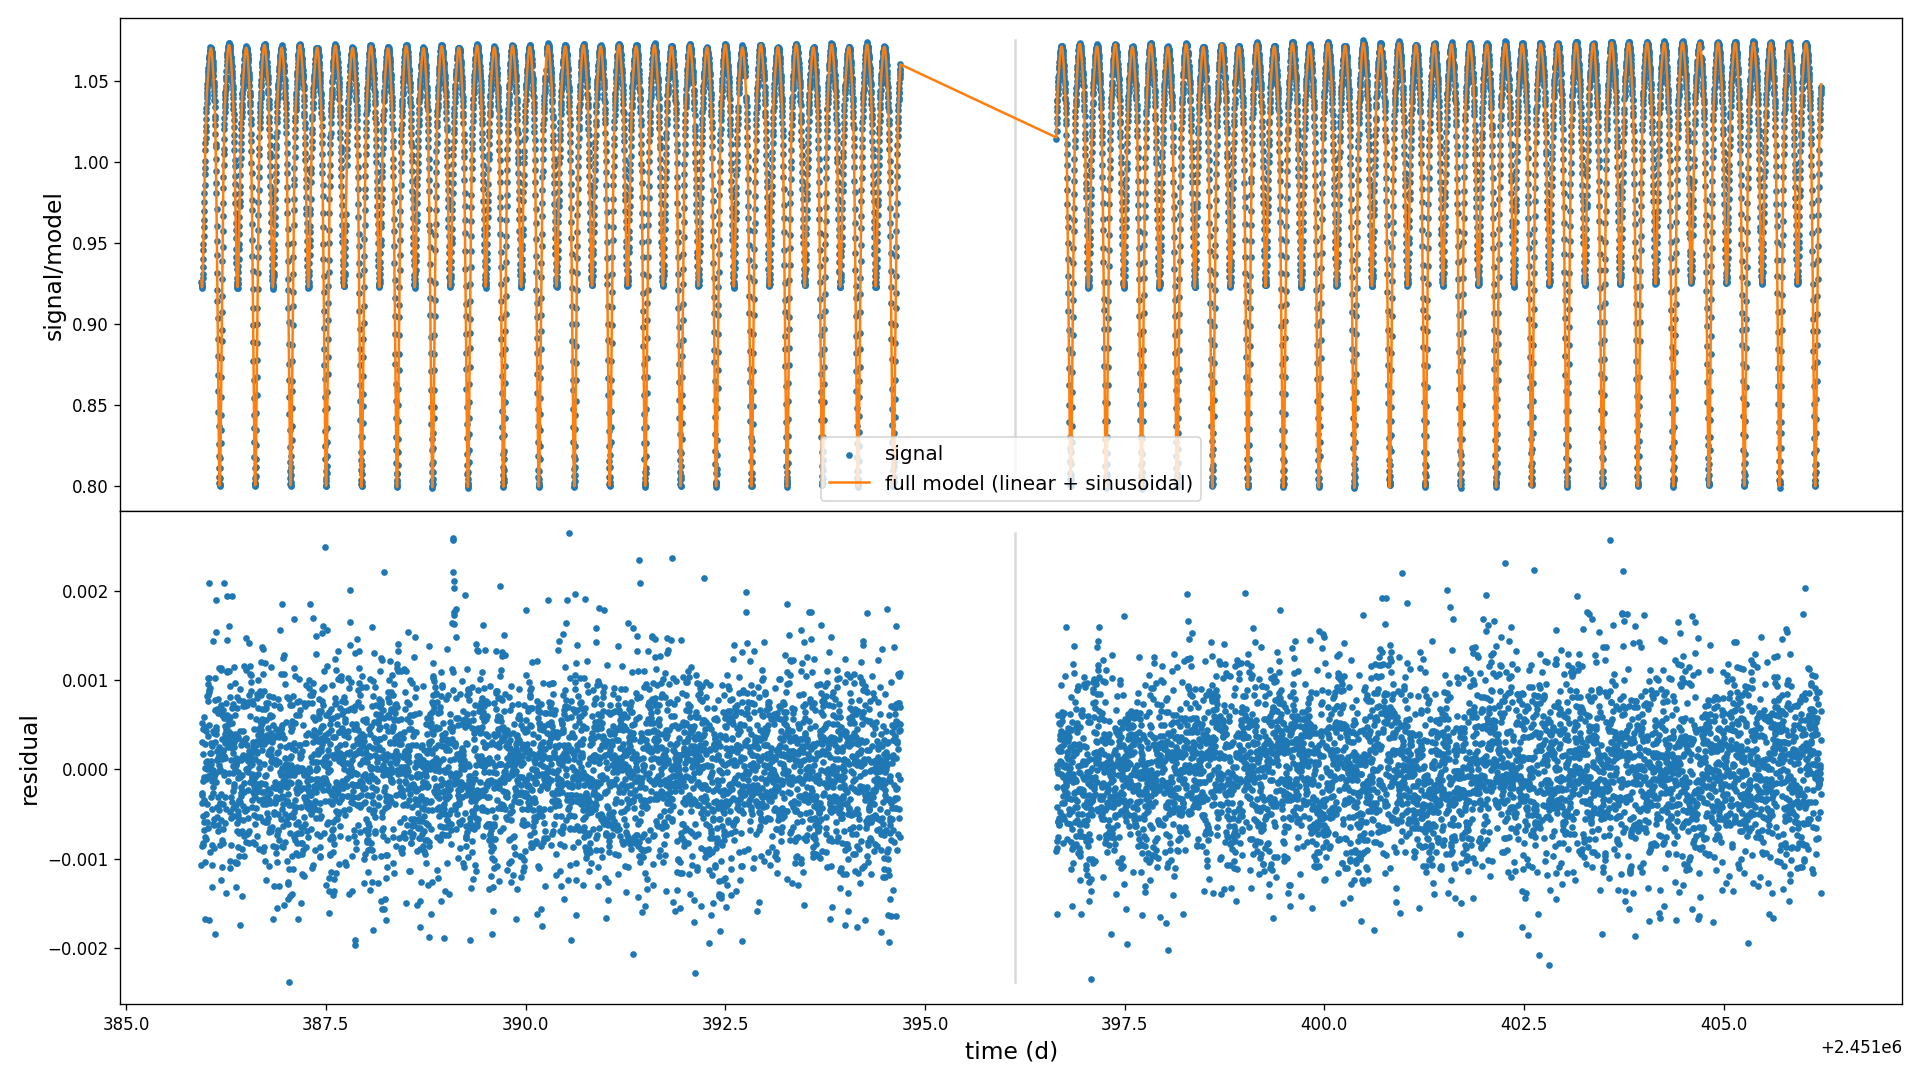 1.05
1.00
0.95
0.90
0.85
0.80
signal/model
signal
full model (linear + sinusoidal)
0.002
0.001
0.000
−0.001
−0.002
residual
385.0 387.5 390.0 392.5 395.0 397.5 400.0 402.5 405.0
time (d)
+2.451e6